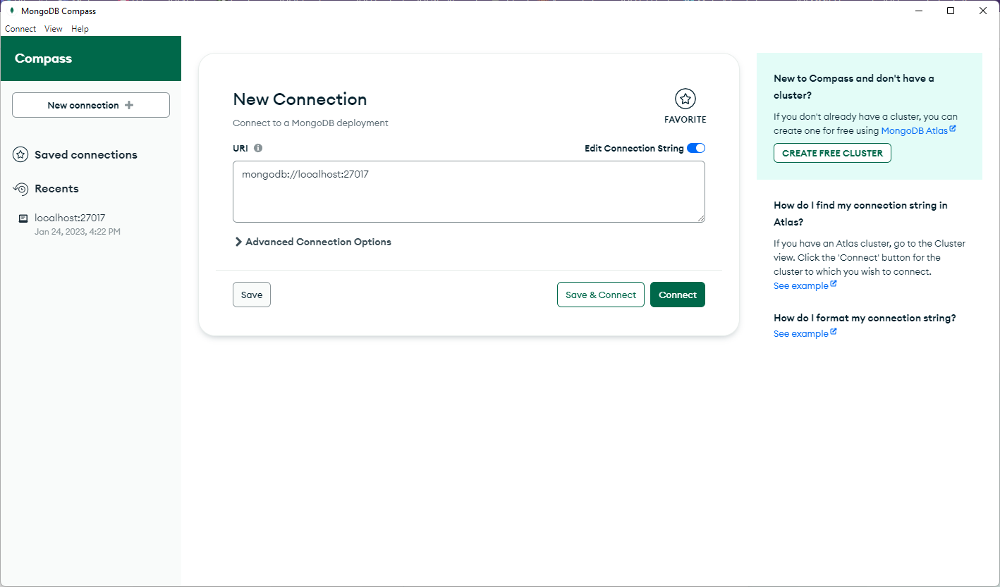 MongoDB Compass
Connect View Help
Compass
New connection
Saved connections
Recents
localhost:27017
Jan 24, 2023, 4:22 PM
New Connection
Connect to a MongoDB deployment
FAVORITE
URI
Edit Connection String
mongodb://localhost:27017
Advanced Connection Options
Save
Save & Connect
Connect
New to Compass and don't have a
cluster?
If you don't already have a cluster, you can
create one for free using MongoDB Atlas
CREATE FREE CLUSTER
How do I find my connection string in
Atlas?
If you have an Atlas cluster, go to the Cluster
view. Click the 'Connect' button for the
cluster to which you wish to connect.
See example
How do I format my connection string?
See example